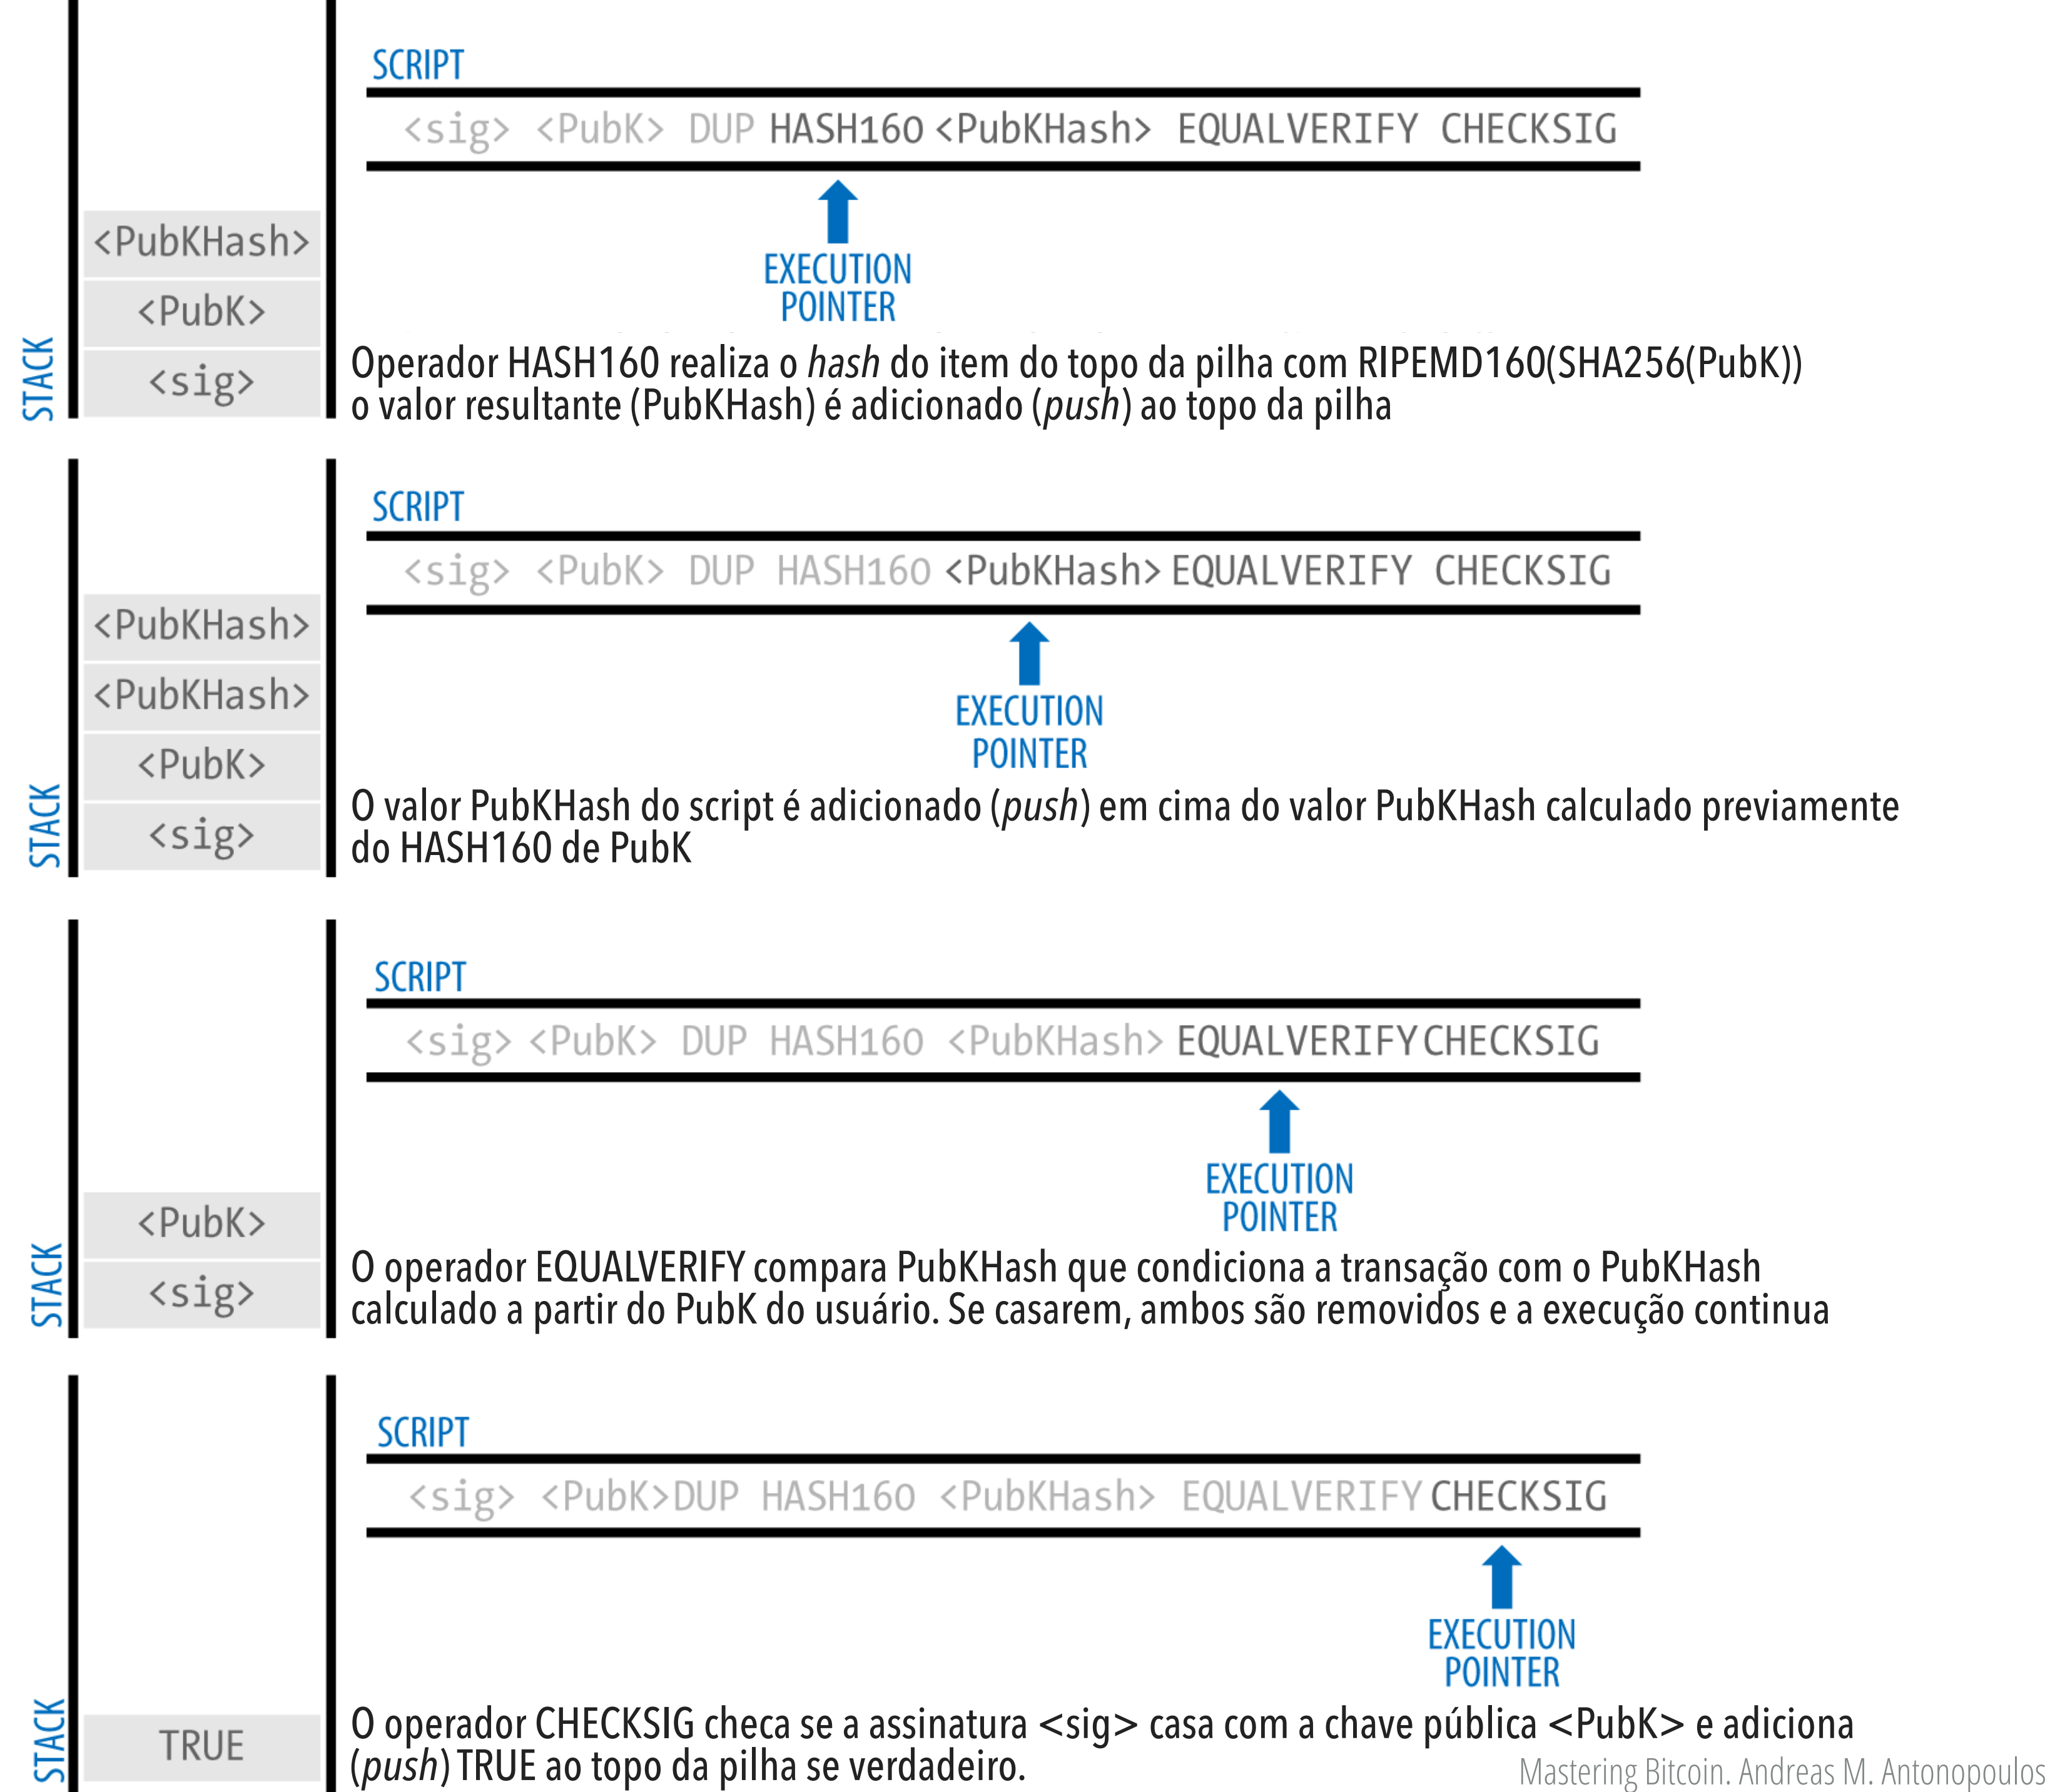 SCRIPT
<sig> <PubK> DUP HASH160 <PubKHash> EQUALVERIFY CHECKSIG
EXECUTION
POINTER
<PubKHash>
<PubK>
<sig>
STACK
Operador HASH160 realiza o hash do item do topo da pilha com RIPEMD160(SHA256(PubK))
o valor resultante (PubKHash) é adicionado (push) ao topo da pilha
SCRIPT
<sig> <PubK> DUP HASH160 <PubKHash> EQUALVERIFY CHECKSIG
EXECUTION
POINTER
<PubKHash>
<PubKHash>
<PubK>
<sig>
STACK
O valor PubKHash do script é adicionado (push) em cima do valor PubKHash calculado previamente
do HASH160 de PubK
SCRIPT
<sig> <PubK> DUP HASH160 <PubKHash> EQUALVERIFY CHECKSIG
EXECUTION
POINTER
<PubK>
<sig>
STACK
O operador EQUALVERIFY compara PubKHash que condiciona a transação com o PubKHash
calculado a partir do PubK do usuário. Se casarem, ambos são removidos e a execução continua
SCRIPT
<sig> <PubK> DUP HASH160 <PubKHash> EQUALVERIFY CHECKSIG
EXECUTION
POINTER
TRUE
STACK
O operador CHECKSIG checa se a assinatura <sig> casa com a chave pública <PubK> e adiciona
(push) TRUE ao topo da pilha se verdadeiro.
Mastering Bitcoin. Andreas M. Antonopoulos